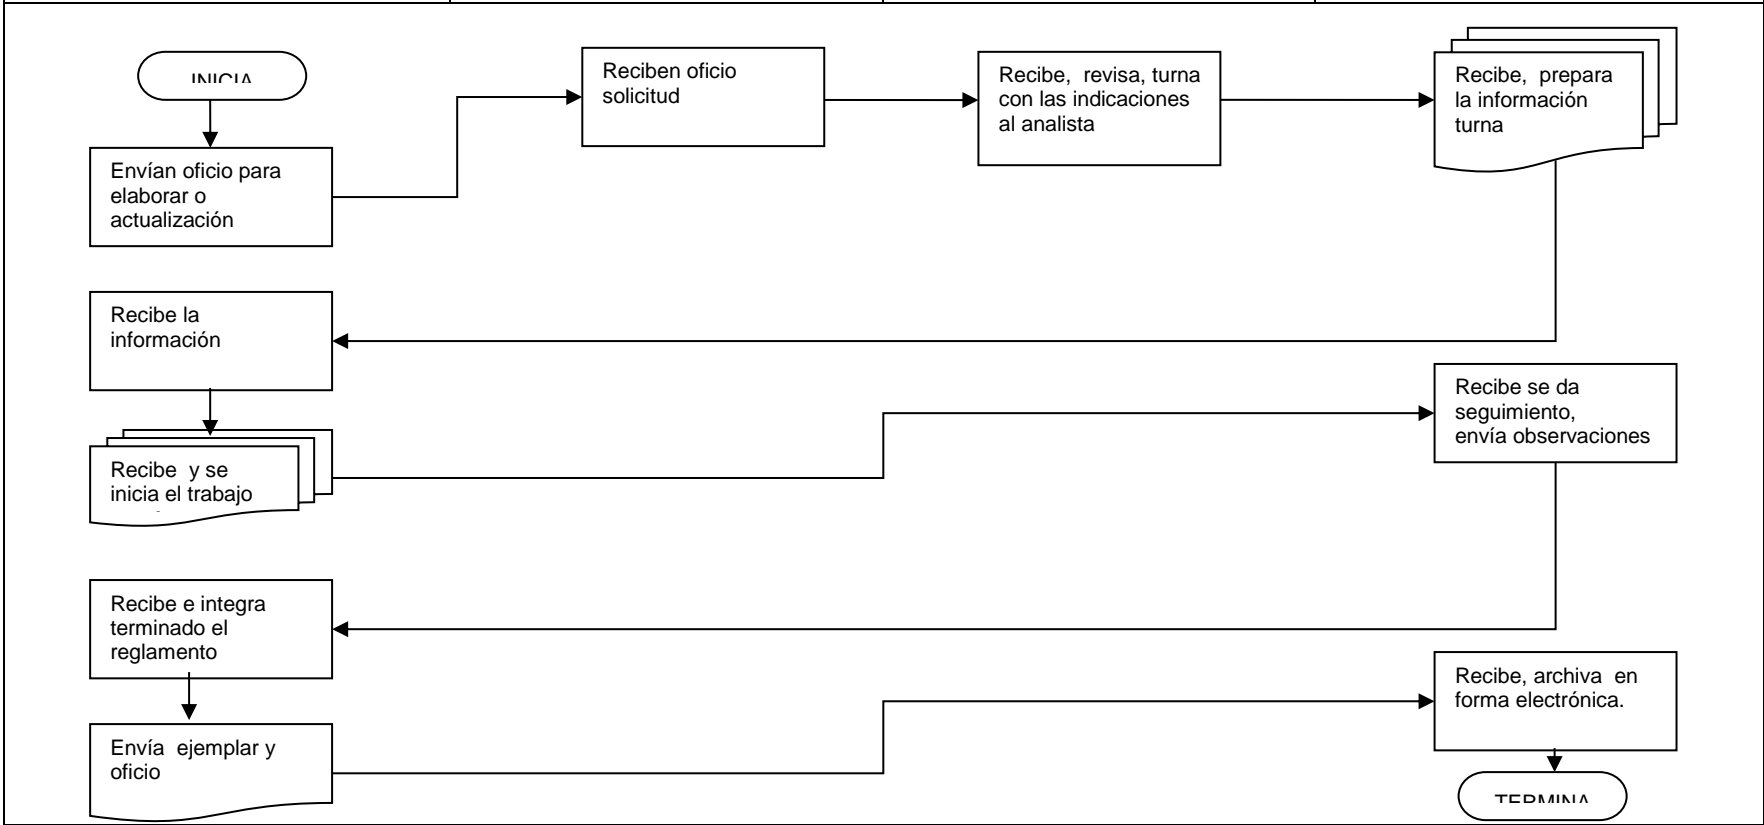 INICIA
Envían oficio para
elaborar o
actualización
Reciben oficio
solicitud
Recibe, revisa, turna
con las indicaciones
al analista
Recibe, prepara
la información
turna
Recibe la
información
Recibe y se
inicia el trabajo
Recibe se da
seguimiento,
envía observaciones
Recibe e integra
terminado el
reglamento
Envía ejemplar y
oficio
Recibe, archiva en
forma electrónica.
TERMINA